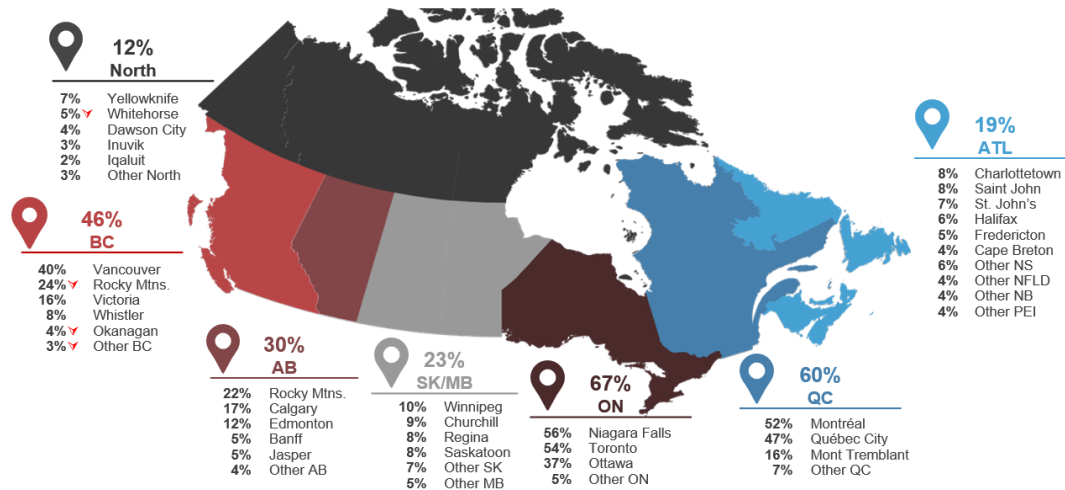 12%
North
7% Yellowknife
5% Whitehorse
4% Dawson City
3% Inuvik
2% Iqaluit
3% Other North
46%
BC
40% Vancouver
24% Rocky Mtns.
16% Victoria
8% Whistler
4% Okanagan
3% Other BC
30%
AB
22% Rocky Mtns.
17% Calgary
12% Edmonton
5% Banff
5% Jasper
4% Other AB
23%
SK/MB
10% Winnipeg
9% Churchill
8% Regina
8% Saskatoon
7% Other SK
5% Other MB
67%
ON
56% Niagara Falls
54% Toronto
37% Ottawa
5% Other ON
60%
QC
52% Montréal
47% Québec City
16% Mont Tremblant
7% Other QC
19%
ATL
8% Charlottetown
8% Saint John
7% St. John's
6% Halifax
5% Fredericton
4% Cape Breton
6% Other NS
4% Other NFLD
4% Other NB
4% Other PEI